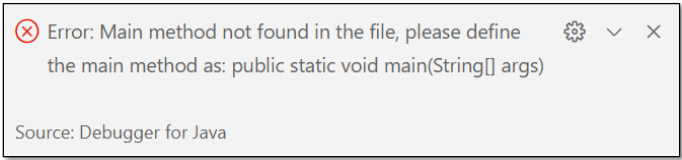 Error: Main method not found in the file, please define
the main method as: public static void main(String[] args)
Source: Debugger for Java